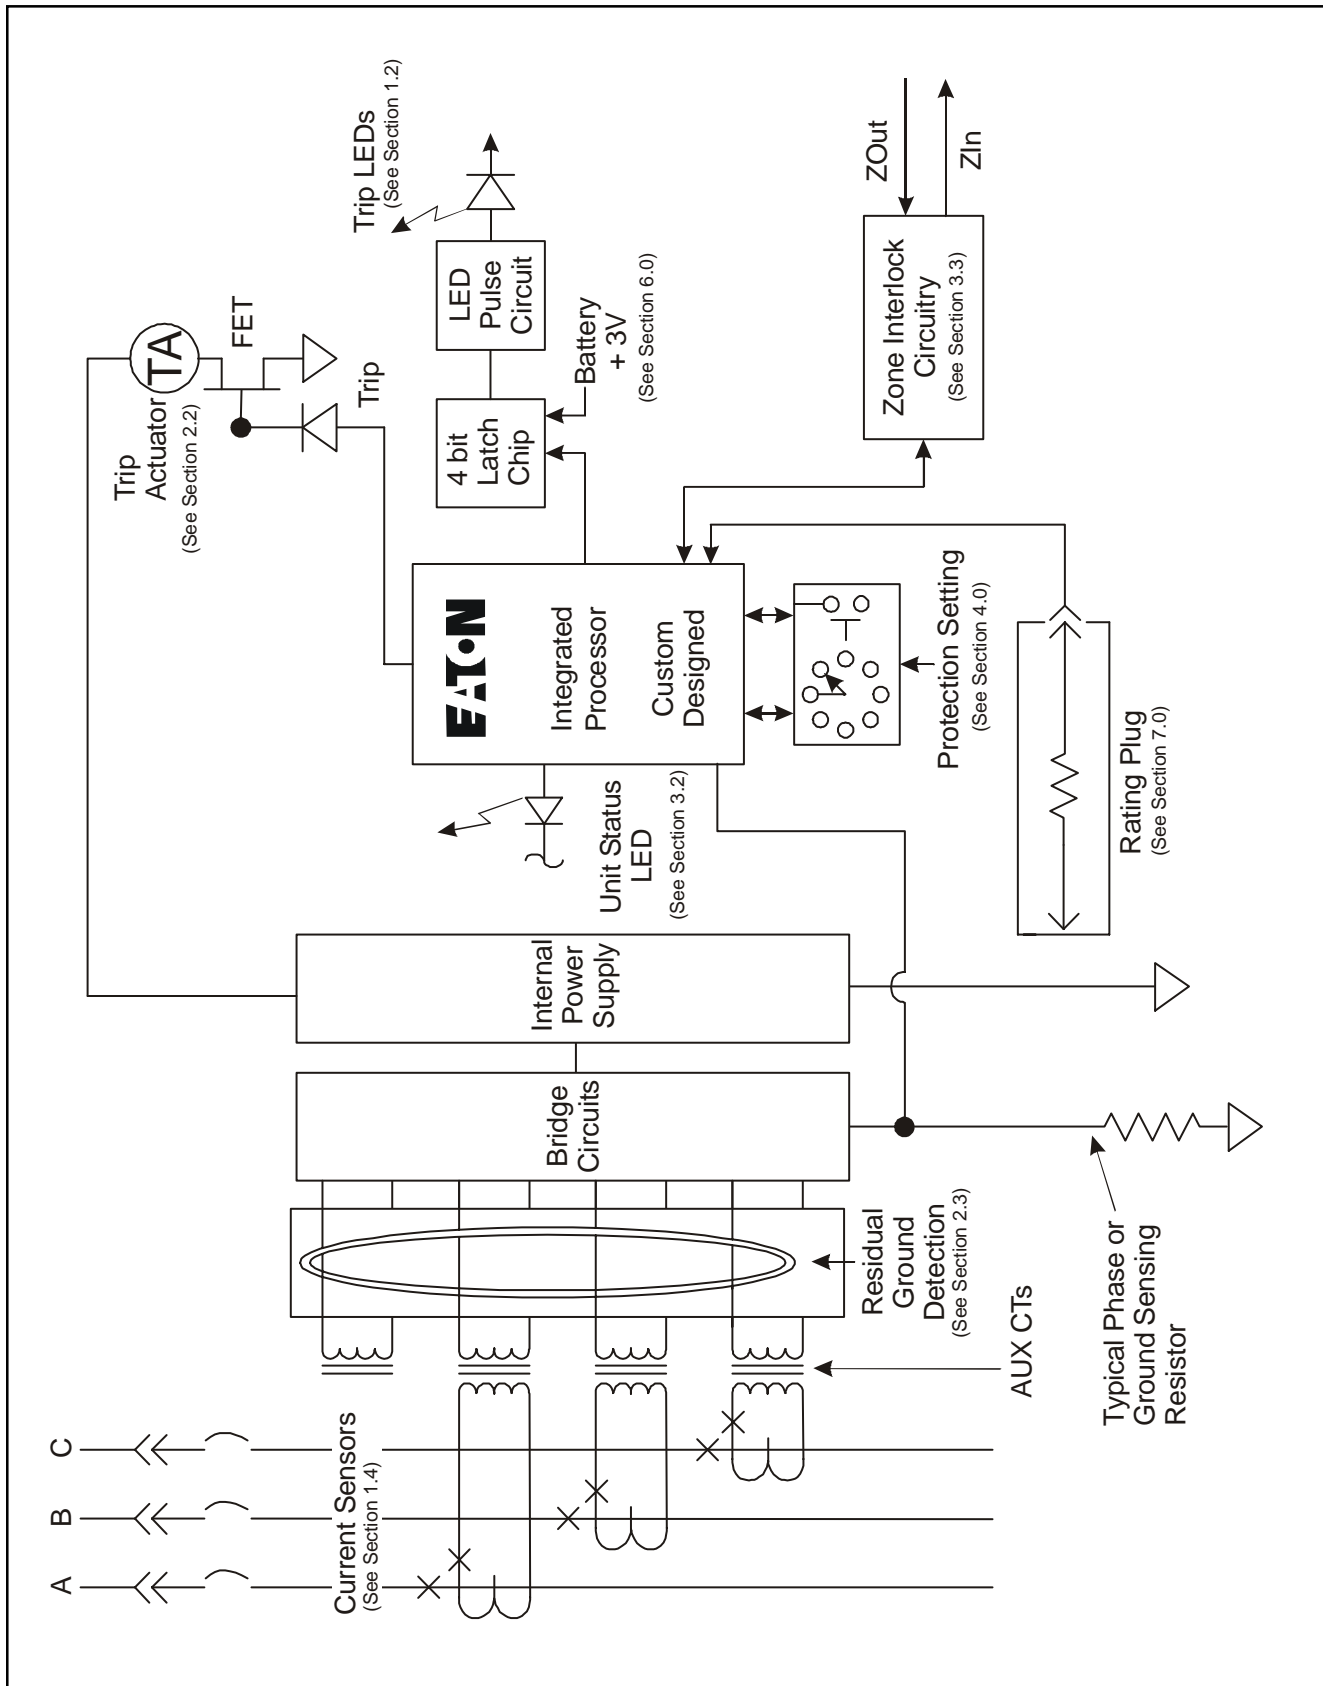 A
B
C
Current Sensors
(See Section 1.4)
AUX CTs
Residual
Ground
Detection
(See Section 2.3)
Typical Phase or
Ground Sensing
Resistor
Bridge
Circuits
Internal
Power
Supply
Unit Status
LED
(See Section 3.2)
EATON
Integrated
Processor
Custom
Designed
Protection Setting
(See Section 4.0)
Rating Plug
(See Section 7.0)
Trip
Actuator
(See Section 2.2)
TA
FET
Trip
4 bit
Latch
Chip
Battery
+ 3V
(See Section 6.0)
LED
Pulse
Circuit
Trip LEDs
(See Section 1.2)
Zone Interlock
Circuitry
(See Section 3.3)
ZOut
ZIn